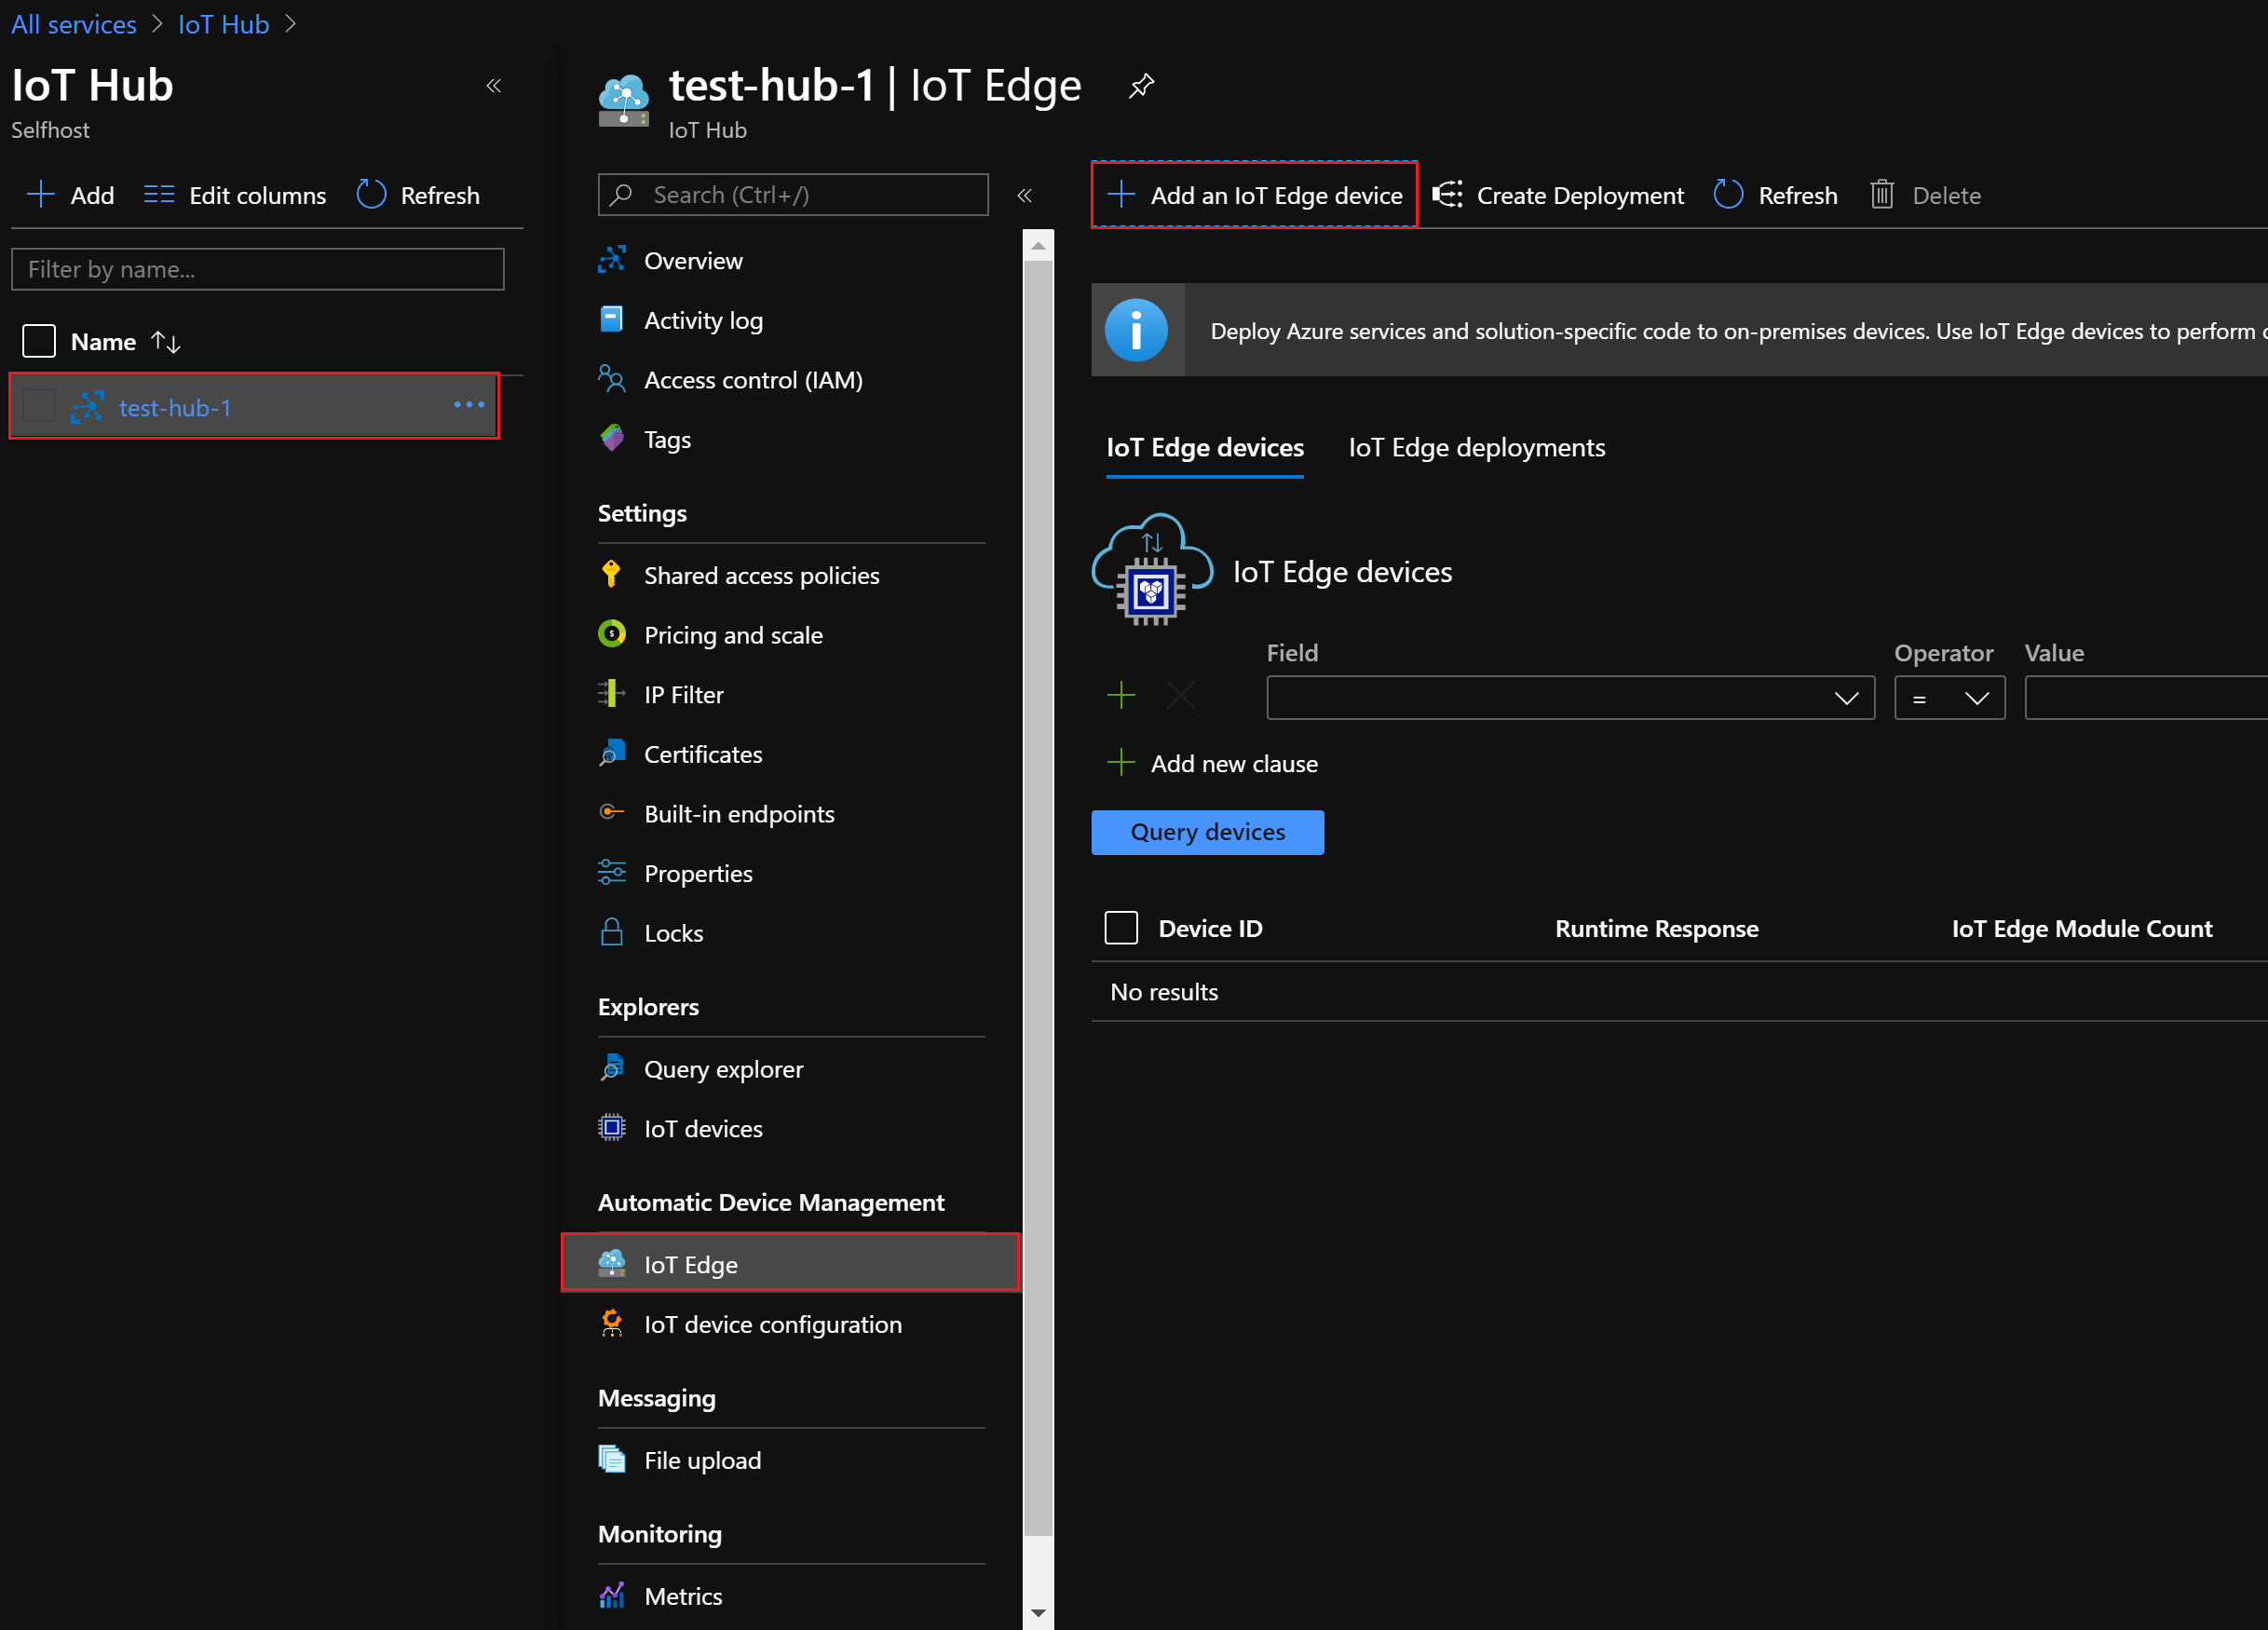 All services > IoT Hub >
IoT Hub
Selfhost
Add
Edit columns
Refresh
Filter by name...
Name
test-hub-1
test-hub-1 | IoT Edge
IoT Hub
Search (Ctrl+/)
Overview
Activity log
Access control (IAM)
Tags
Settings
Shared access policies
Pricing and scale
IP Filter
Certificates
Built-in endpoints
Properties
Locks
Explorers
Query explorer
IoT devices
Automatic Device Management
IoT Edge
IoT device configuration
Messaging
File upload
Monitoring
Metrics
Add an IoT Edge device
Create Deployment
Refresh
Delete
Deploy Azure services and solution-specific code to on-premises devices. Use IoT Edge devices to perform
IoT Edge devices
IoT Edge deployments
IoT Edge devices
Field
Operator
Value
=
Add new clause
Query devices
Device ID
Runtime Response
IoT Edge Module Count
No results